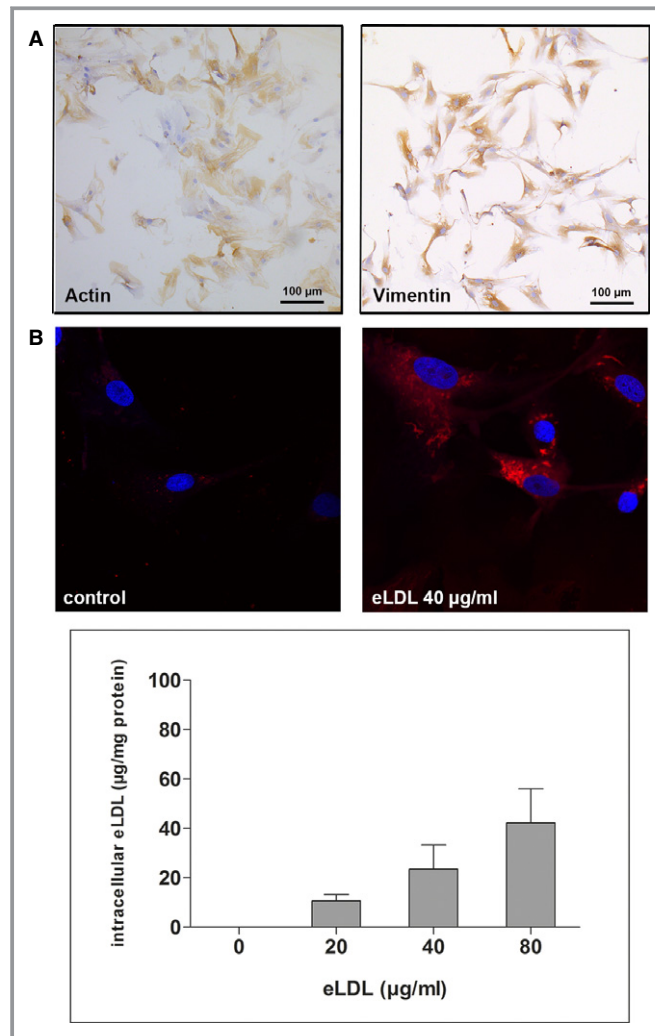 A
Actin
100 µm
Vimentin
100 µm
B
control
eLDL 40 µg/ml
intracellular eLDL (µg/mg protein)
100
80
60
40
20
0
0 20 40 80
eLDL (µg/ml)